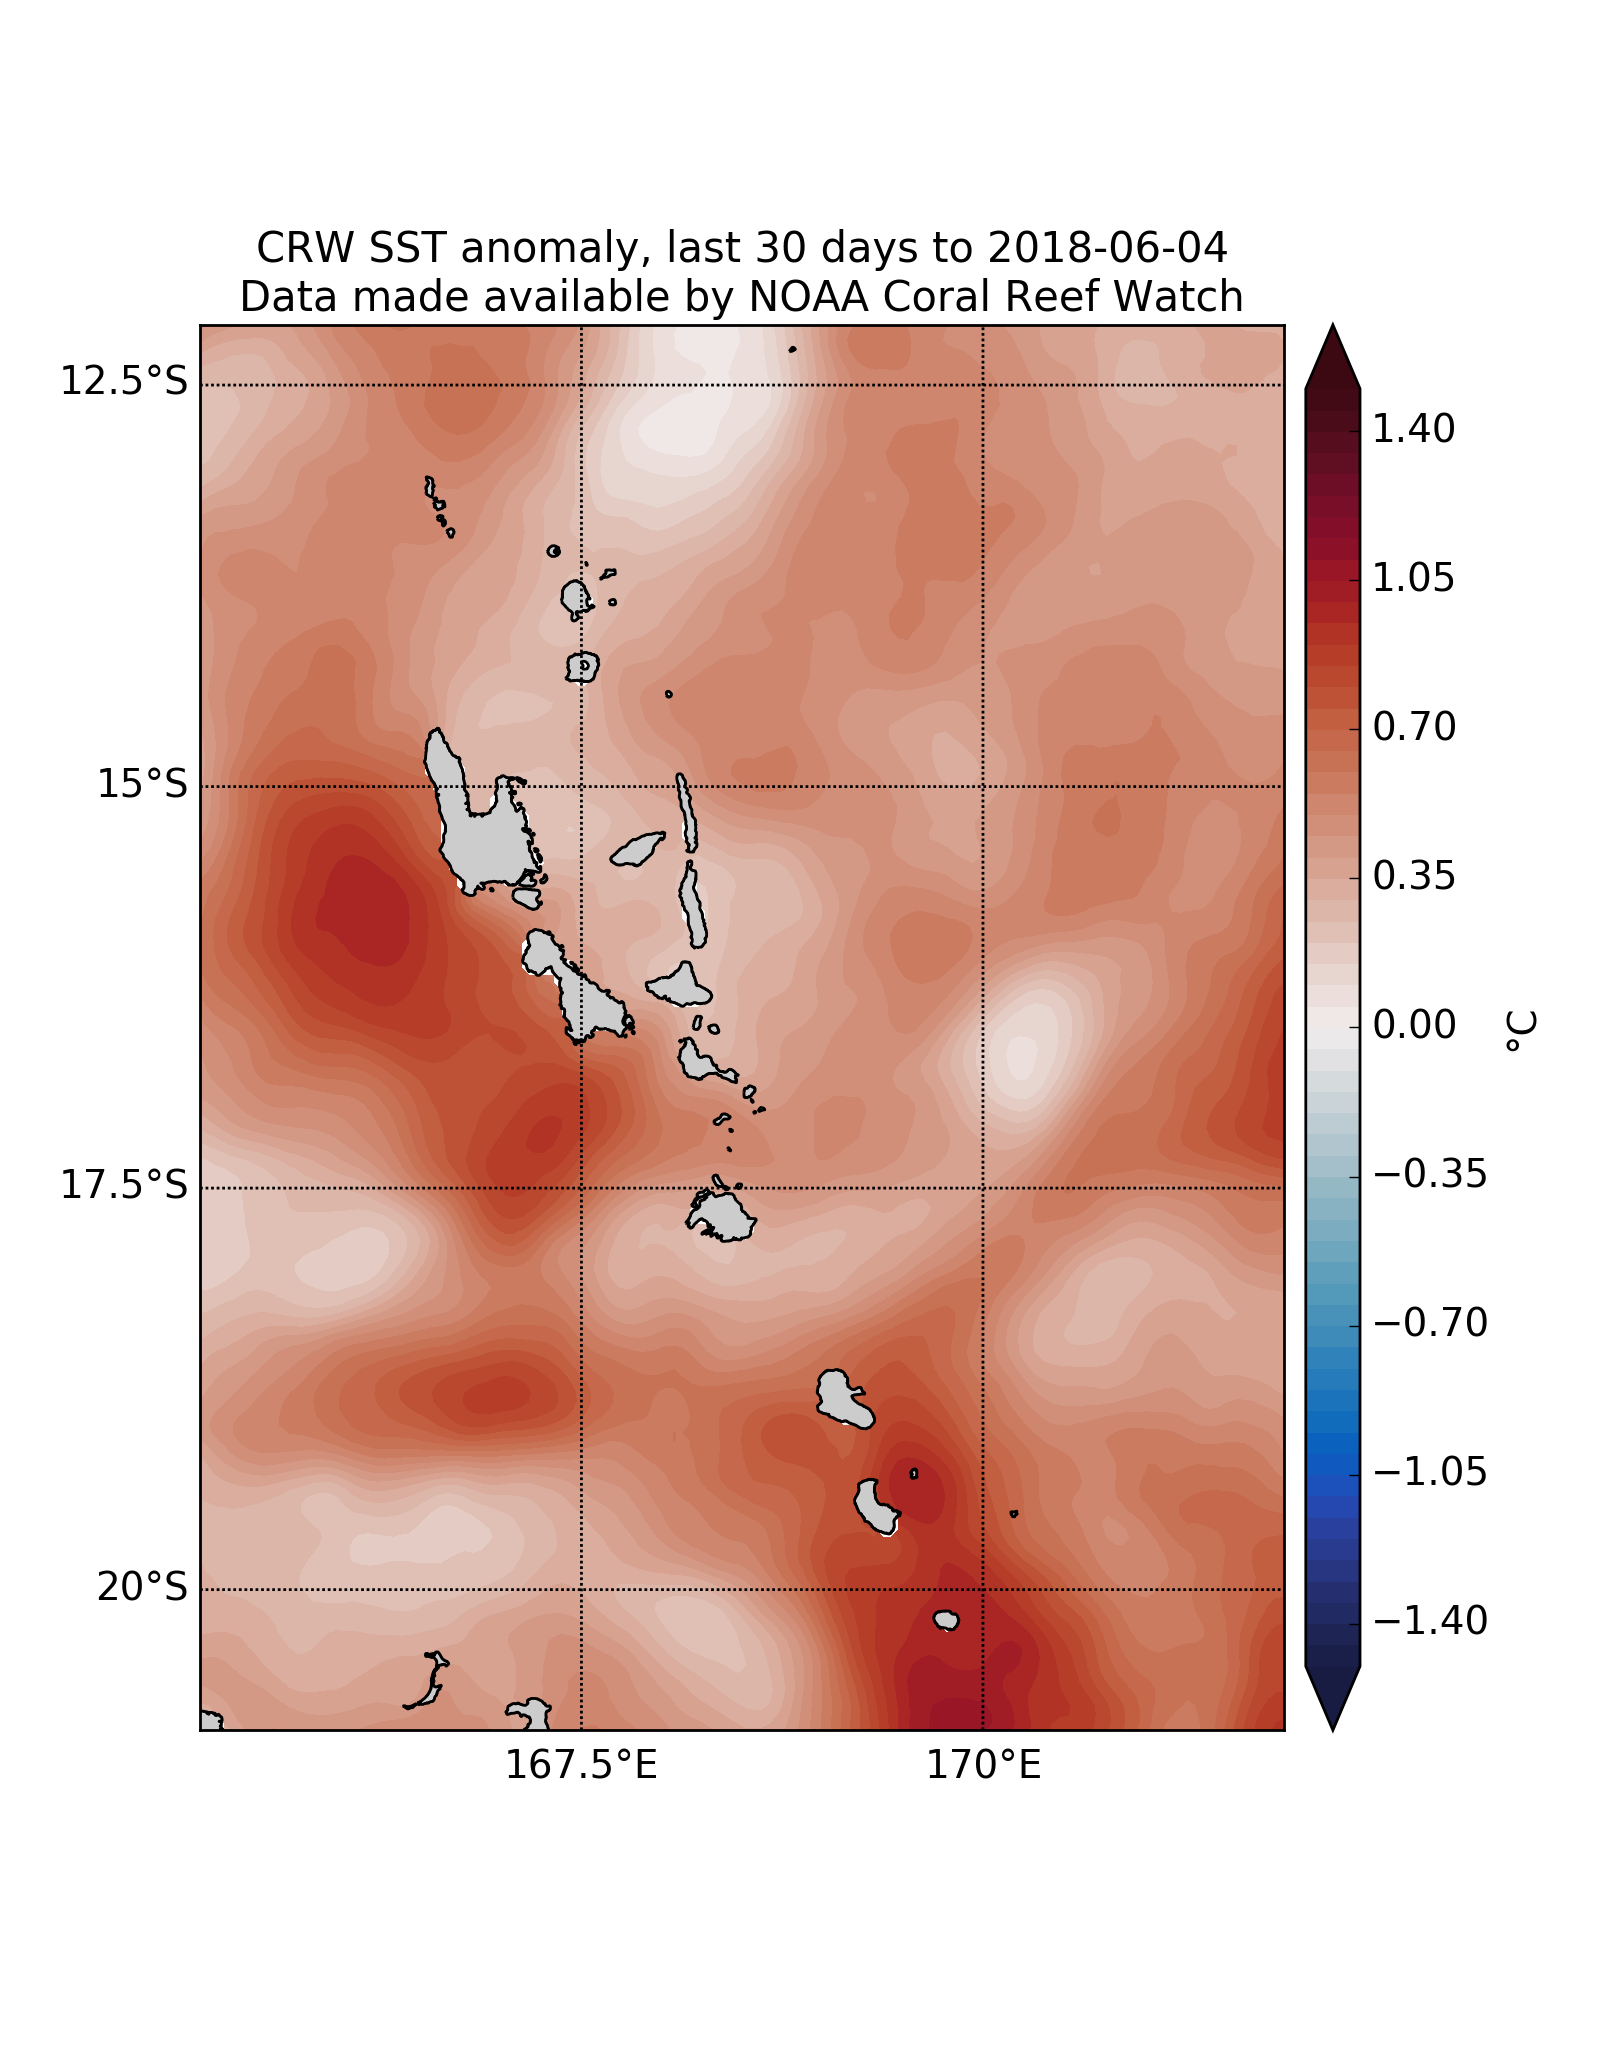 CRW SST anomaly, last 30 days to 2018-06-04
Data made available by NOAA Coral Reef Watch
12.5°S
15°S
17.5°S
20°S
167.5°E
170°E
1.40
1.05
0.70
0.35
0.00
−0.35
−0.70
−1.05
−1.40
°C